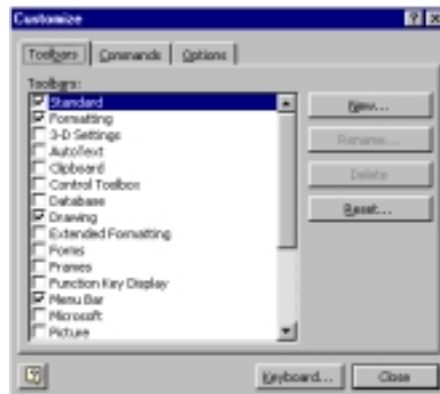 Customize
Toolbars Commands Options
Toolbars:
Standard
Formatting
3-D Settings
AutoText
Clipboard
Control Toolbox
Database
Drawing
Extended Formatting
Forms
Frames
Function Key Display
Menu Bar
Microsoft
Picture
New...
Rename...
Delete
Reset...
Keyboard... Close